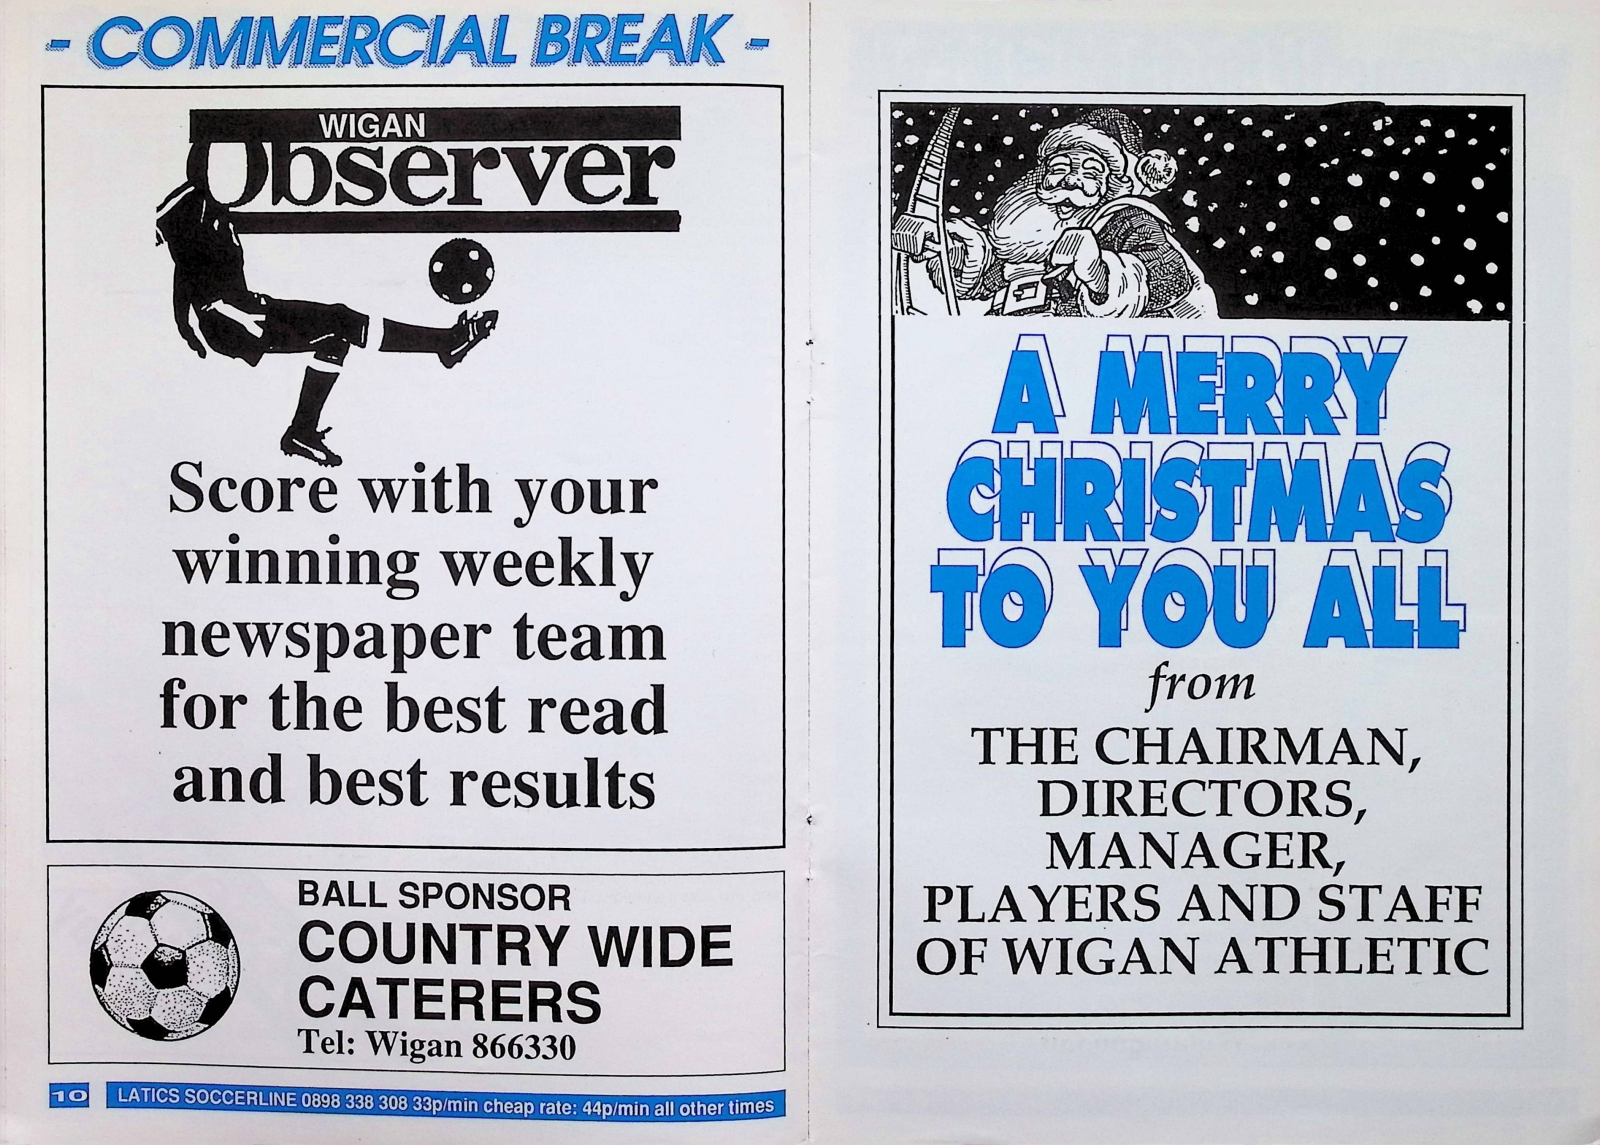 - COMMERCIAL BREAK -
WIGAN
Observer
Score with your
winning weekly
newspaper team
for the best read
and best results
BALL SPONSOR
COUNTRY WIDE
CATERERS
Tel: Wigan 866330
10
LATICS SOCCERLINE 0898 338 308 33p/min cheap rate: 44p/min all other times
A MERRY
CHRISTMAS
TO YOU ALL
from
THE CHAIRMAN,
DIRECTORS,
MANAGER,
PLAYERS AND STAFF
OF WIGAN ATHLETIC